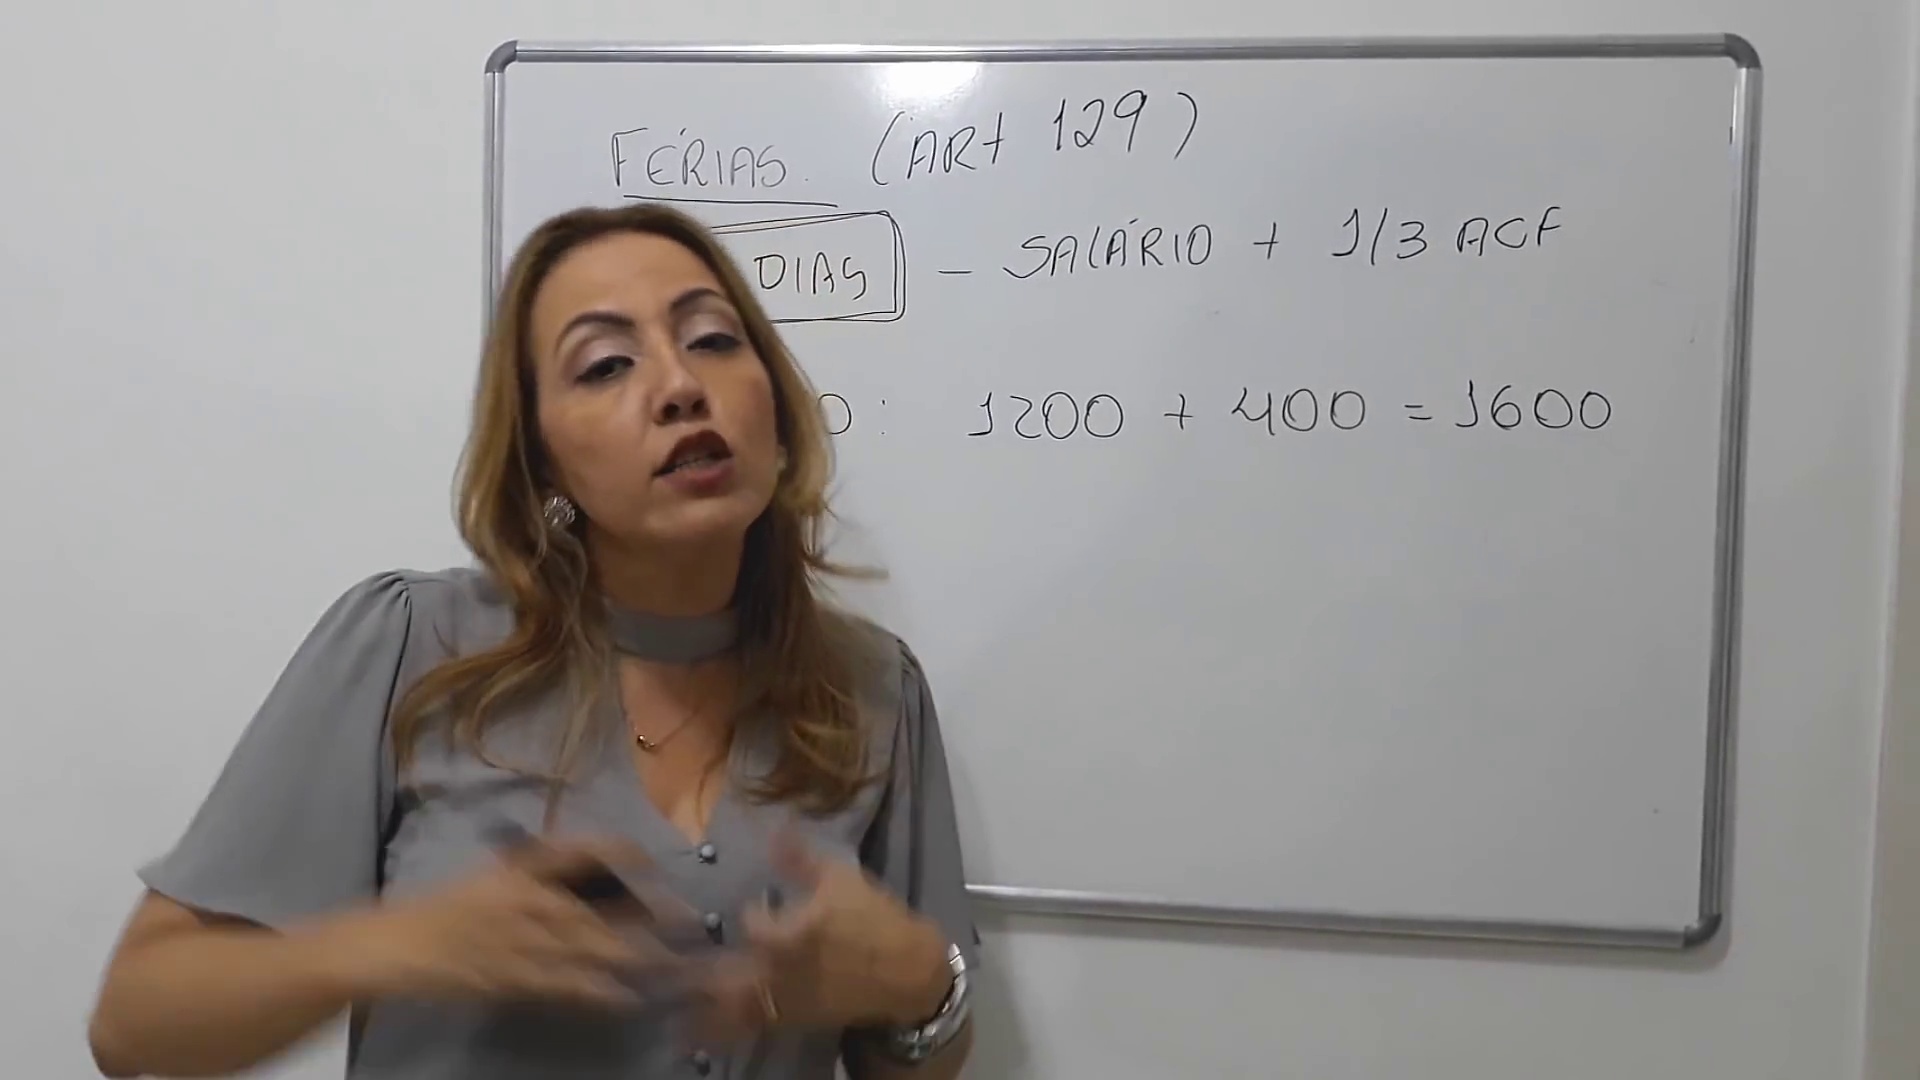 FÉRIAS. (ART 129)
DIAS - SALÁRIO + 1/3 ACF
O: 1200 + 400 = 1600